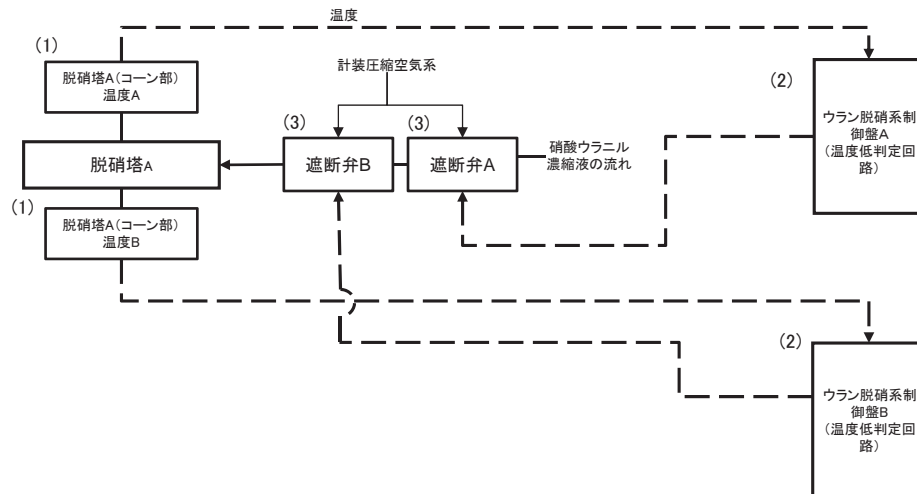 温度
(1)
脱硝塔A(コーン部)
温度A
計装圧縮空気系
(2)
ウラン脱硝系制
御盤A
(温度低判定回
路)
(3)
(3)
脱硝塔A
遮断弁B
遮断弁A
硝酸ウラニル
濃縮液の流れ
(1)
脱硝塔A(コーン部)
温度B
(2)
ウラン脱硝系制
御盤B
(温度低判定回
路)